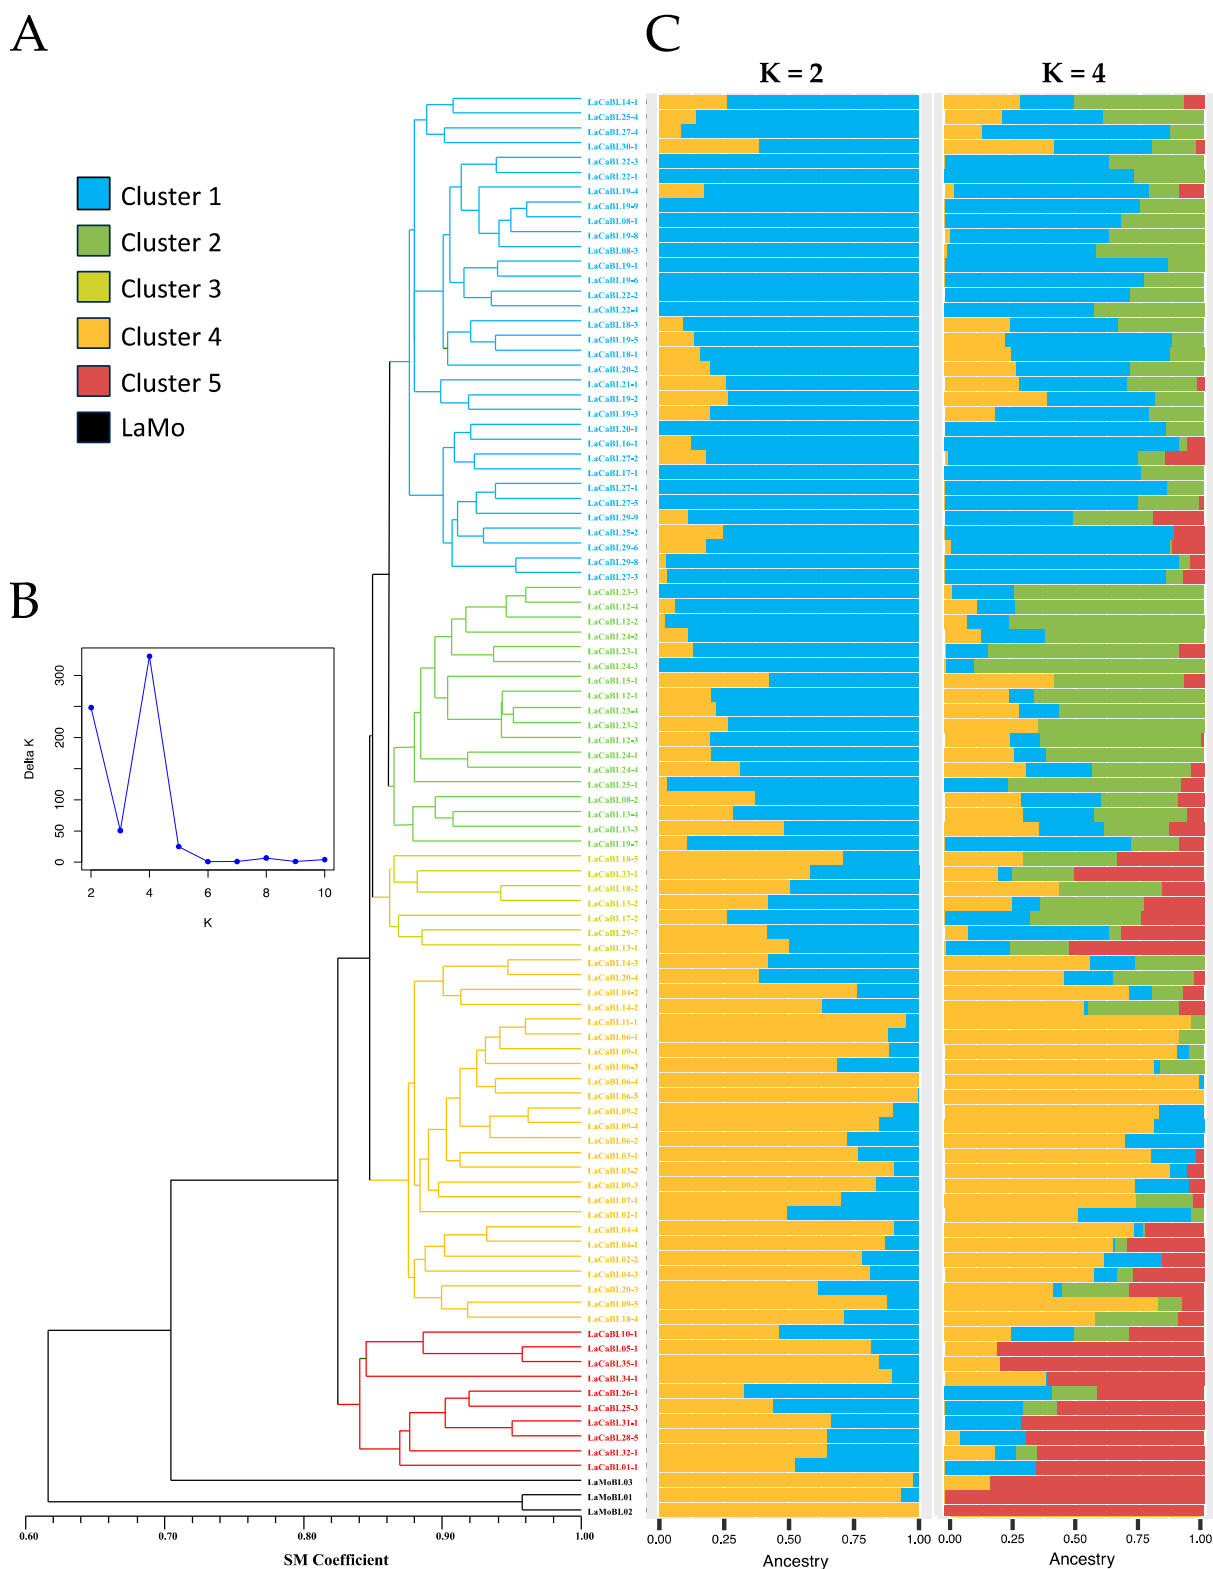 A
C
K = 2
K = 4
Cluster 1
Cluster 2
Cluster 3
Cluster 4
Cluster 5
LaMo
LaCaBL14-1
LaCaBL25-4
LaCaBL27-4
LaCaBL30-1
LaCaBL22-3
LaCaBL22-1
LaCaBL19-4
LaCaBL19-9
LaCaBL08-1
LaCaBL19-8
LaCaBL08-3
LaCaBL19-1
LaCaBL19-6
LaCaBL22-2
LaCaBL22-4
LaCaBL18-3
LaCaBL19-5
LaCaBL18-1
LaCaBL20-2
LaCaBL21-1
LaCaBL19-2
LaCaBL19-3
LaCaBL20-1
LaCaBL16-1
LaCaBL27-2
LaCaBL17-1
LaCaBL27-1
LaCaBL27-5
LaCaBL29-9
LaCaBL25-2
LaCaBL29-6
LaCaBL29-8
LaCaBL27-3
LaCaBL23-3
LaCaBL12-4
LaCaBL12-2
LaCaBL24-2
LaCaBL23-1
LaCaBL24-3
LaCaBL15-1
LaCaBL12-1
LaCaBL23-4
LaCaBL23-2
LaCaBL12-3
LaCaBL24-1
LaCaBL24-4
LaCaBL25-1
LaCaBL08-2
LaCaBL13-4
LaCaBL13-3
LaCaBL19-7
LaCaBL18-5
LaCaBL33-1
LaCaBL18-2
LaCaBL13-2
LaCaBL17-2
LaCaBL29-7
LaCaBL13-1
LaCaBL14-3
LaCaBL20-4
LaCaBL04-2
LaCaBL14-2
LaCaBL11-1
LaCaBL06-1
LaCaBL09-1
LaCaBL06-3
LaCaBL06-4
LaCaBL06-5
LaCaBL09-2
LaCaBL09-4
LaCaBL06-2
LaCaBL03-1
LaCaBL03-2
LaCaBL09-3
LaCaBL07-1
LaCaBL02-1
LaCaBL04-4
LaCaBL04-1
LaCaBL02-2
LaCaBL04-3
LaCaBL20-3
LaCaBL09-5
LaCaBL18-4
LaCaBL10-1
LaCaBL05-1
LaCaBL35-1
LaCaBL34-1
LaCaBL26-1
LaCaBL25-3
LaCaBL31-1
LaCaBL28-5
LaCaBL32-1
LaCaBL01-1
LaMoBL03
LaMoBL01
LaMoBL02
B
300
200
100
50
0
Delta K
2 4 6 8 10
K
0.60 0.70 0.80 0.90 1.00
SM Coefficient
0.00 0.25 0.50 0.75 1.00
Ancestry
0.00 0.25 0.50 0.75 1.00
Ancestry